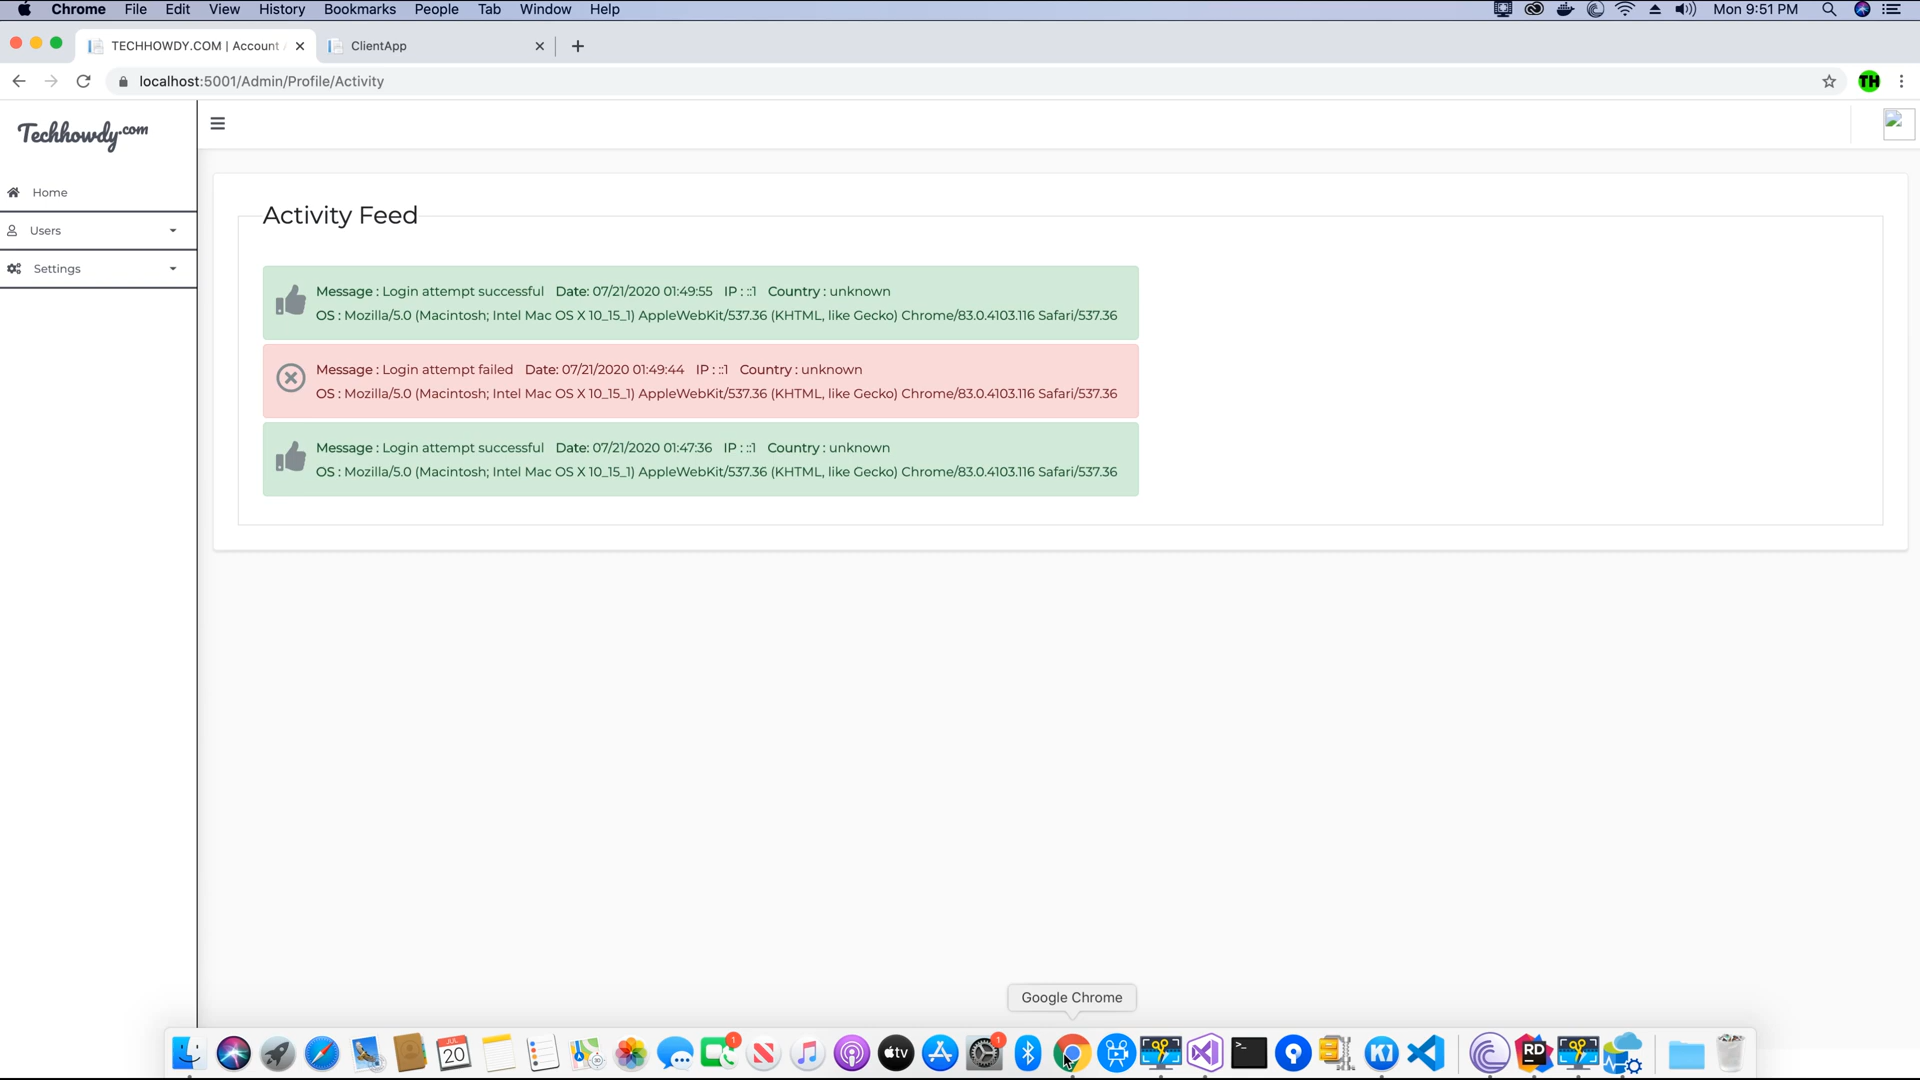 Chrome File Edit View History Bookmarks People Tab Window Help Mon 9:51 PM
TECHHOWDY.COM | Account ClientApp
localhost:5001/Admin/Profile/Activity TH
Techhowdy.com
Home
Users
Settings
Activity Feed
Message : Login attempt successful Date: 07/21/2020 01:49:55 IP : ::1 Country : unknown
OS : Mozilla/5.0 (Macintosh; Intel Mac OS X 10_15_1) AppleWebKit/537.36 (KHTML, like Gecko) Chrome/83.0.4103.116 Safari/537.36
Message : Login attempt failed Date: 07/21/2020 01:49:44 IP : ::1 Country : unknown
OS : Mozilla/5.0 (Macintosh; Intel Mac OS X 10_15_1) AppleWebKit/537.36 (KHTML, like Gecko) Chrome/83.0.4103.116 Safari/537.36
Message : Login attempt successful Date: 07/21/2020 01:47:36 IP : ::1 Country : unknown
OS : Mozilla/5.0 (Macintosh; Intel Mac OS X 10_15_1) AppleWebKit/537.36 (KHTML, like Gecko) Chrome/83.0.4103.116 Safari/537.36
Google Chrome
JUL 20 1 tv 1 K1 RD